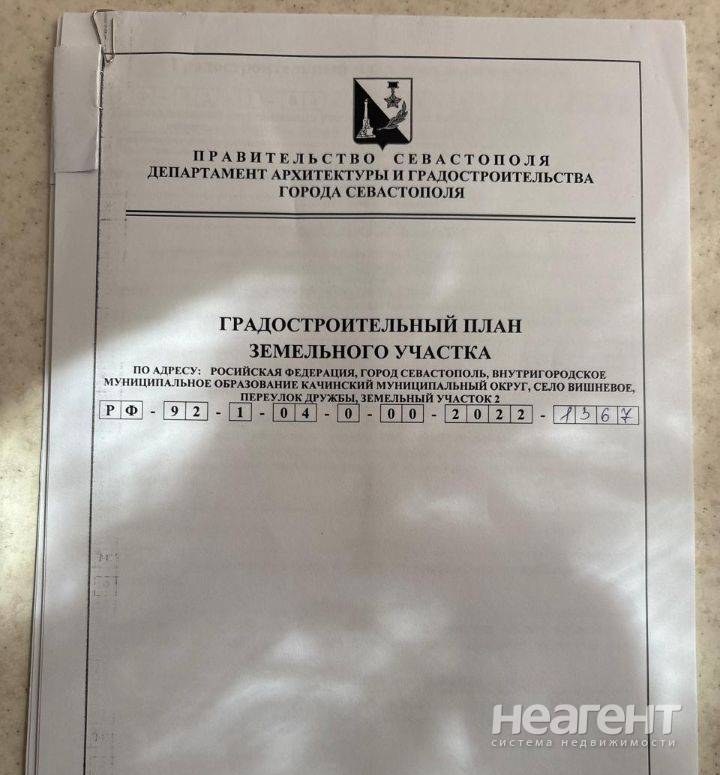 ПРАВИТЕЛЬСТВО СЕВАСТОПОЛЯ
ДЕПАРТАМЕНТ АРХИТЕКТУРЫ И ГРАДОСТРОИТЕЛЬСТВА
ГОРОДА СЕВАСТОПОЛЯ
ГРАДОСТРОИТЕЛЬНЫЙ ПЛАН
ЗЕМЕЛЬНОГО УЧАСТКА
ПО АДРЕСУ: РОСИЙСКАЯ ФЕДЕРАЦИЯ, ГОРОД СЕВАСТОПОЛЬ, ВНУТРИГОРОДСКОЕ
МУНИЦИПАЛЬНОЕ ОБРАЗОВАНИЕ КАЧИНСКИЙ МУНИЦИПАЛЬНЫЙ ОКРУГ, СЕЛО ВИШНЕВОЕ,
ПЕРЕУЛОК ДРУЖБЫ, ЗЕМЕЛЬНЫЙ УЧАСТОК 2
РФ - 92 - 1 - 04 - 0 - 00 - 2022 - 1367
неагент
система недвижимости